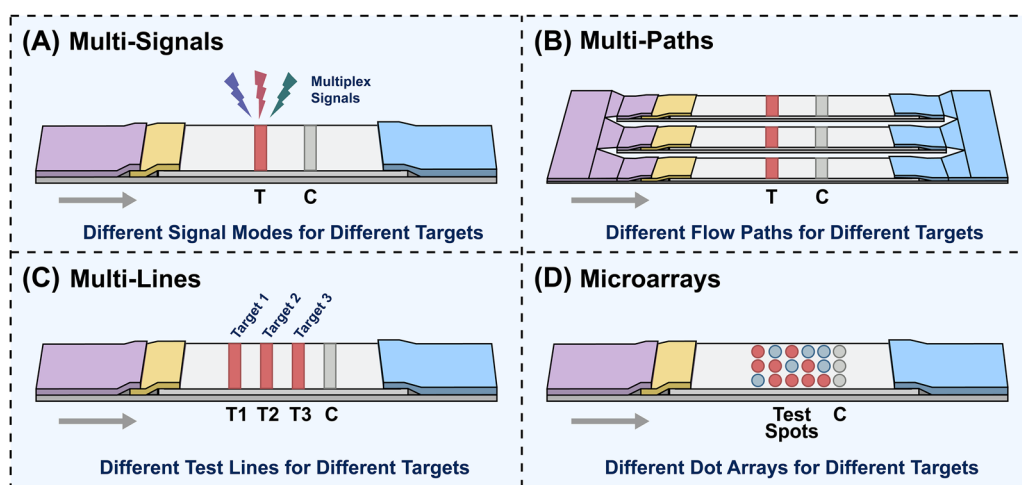 (A) Multi-Signals
Multiplex
Signals
T C
Different Signal Modes for Different Targets
(B) Multi-Paths
T C
Different Flow Paths for Different Targets
(C) Multi-Lines
Target 1 Target 2 Target 3
T1 T2 T3 C
Different Test Lines for Different Targets
(D) Microarrays
Test C
Spots
Different Dot Arrays for Different Targets